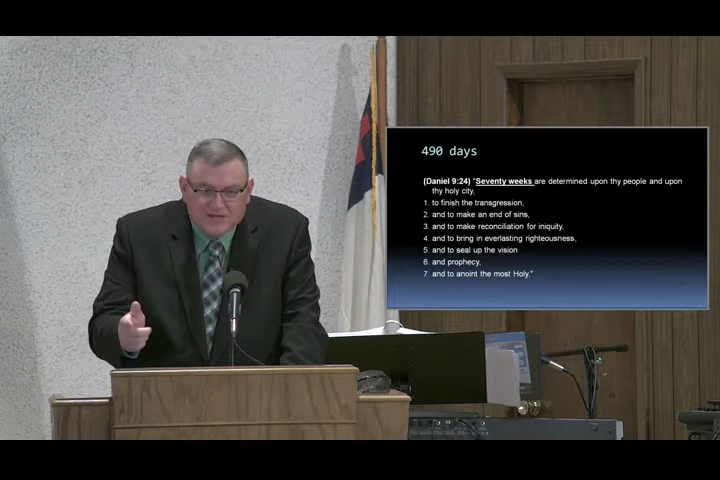 490 days
(Daniel 9:24) "Seventy weeks are determined upon thy people and upon
thy holy city,
1. to finish the transgression,
2. and to make an end of sins,
3. and to make reconciliation for iniquity,
4. and to bring in everlasting righteousness,
5. and to seal up the vision
6. and prophecy,
7. and to anoint the most Holy."